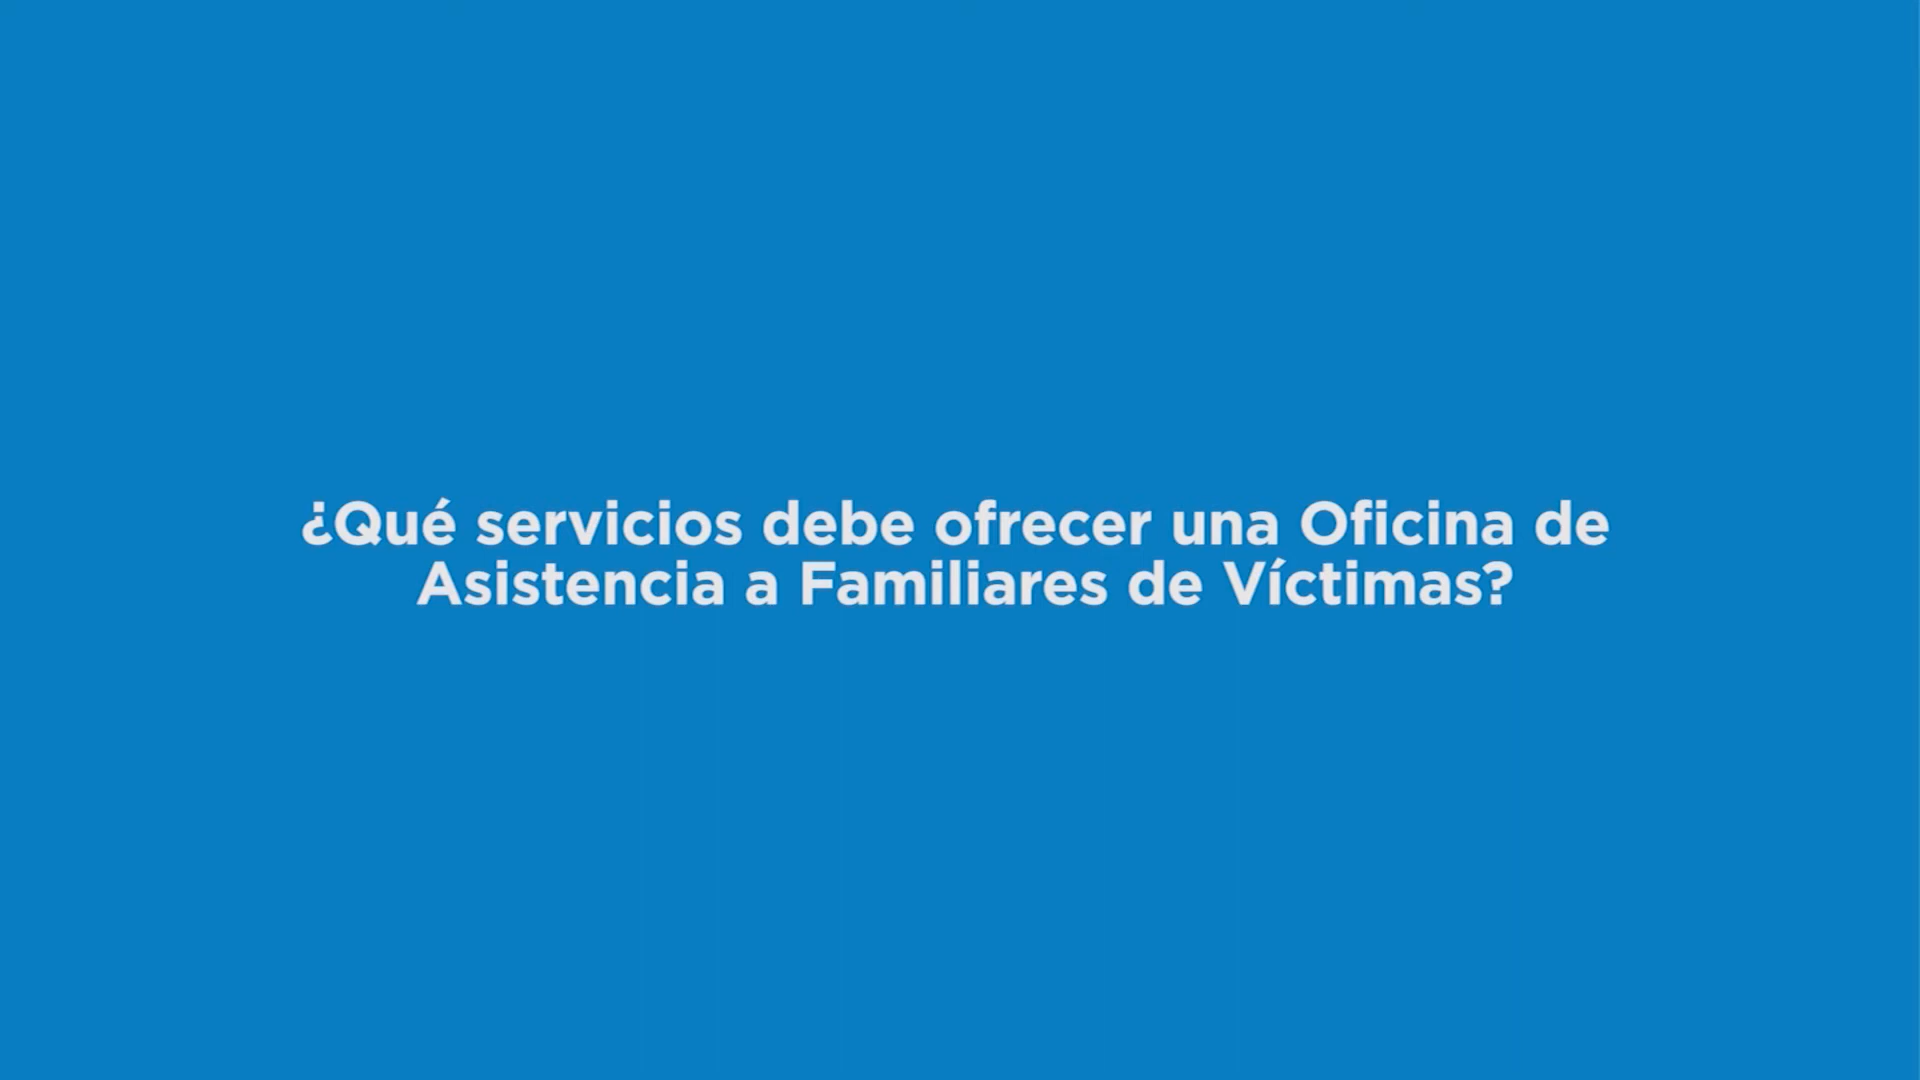 ¿Qué servicios debe ofrecer una Oficina de
Asistencia a Familiares de Víctimas?